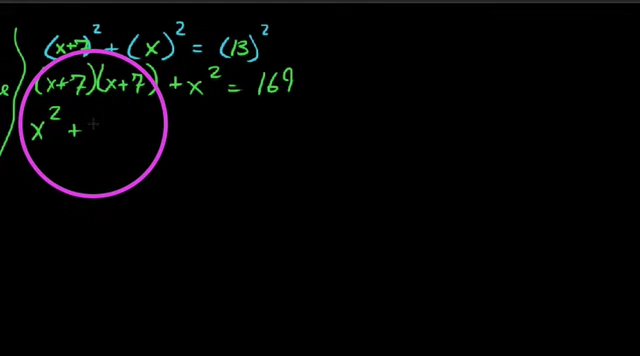 (x+7)² + (x)² = (13)²
(x+7)(x+7) + x² = 169
x² +